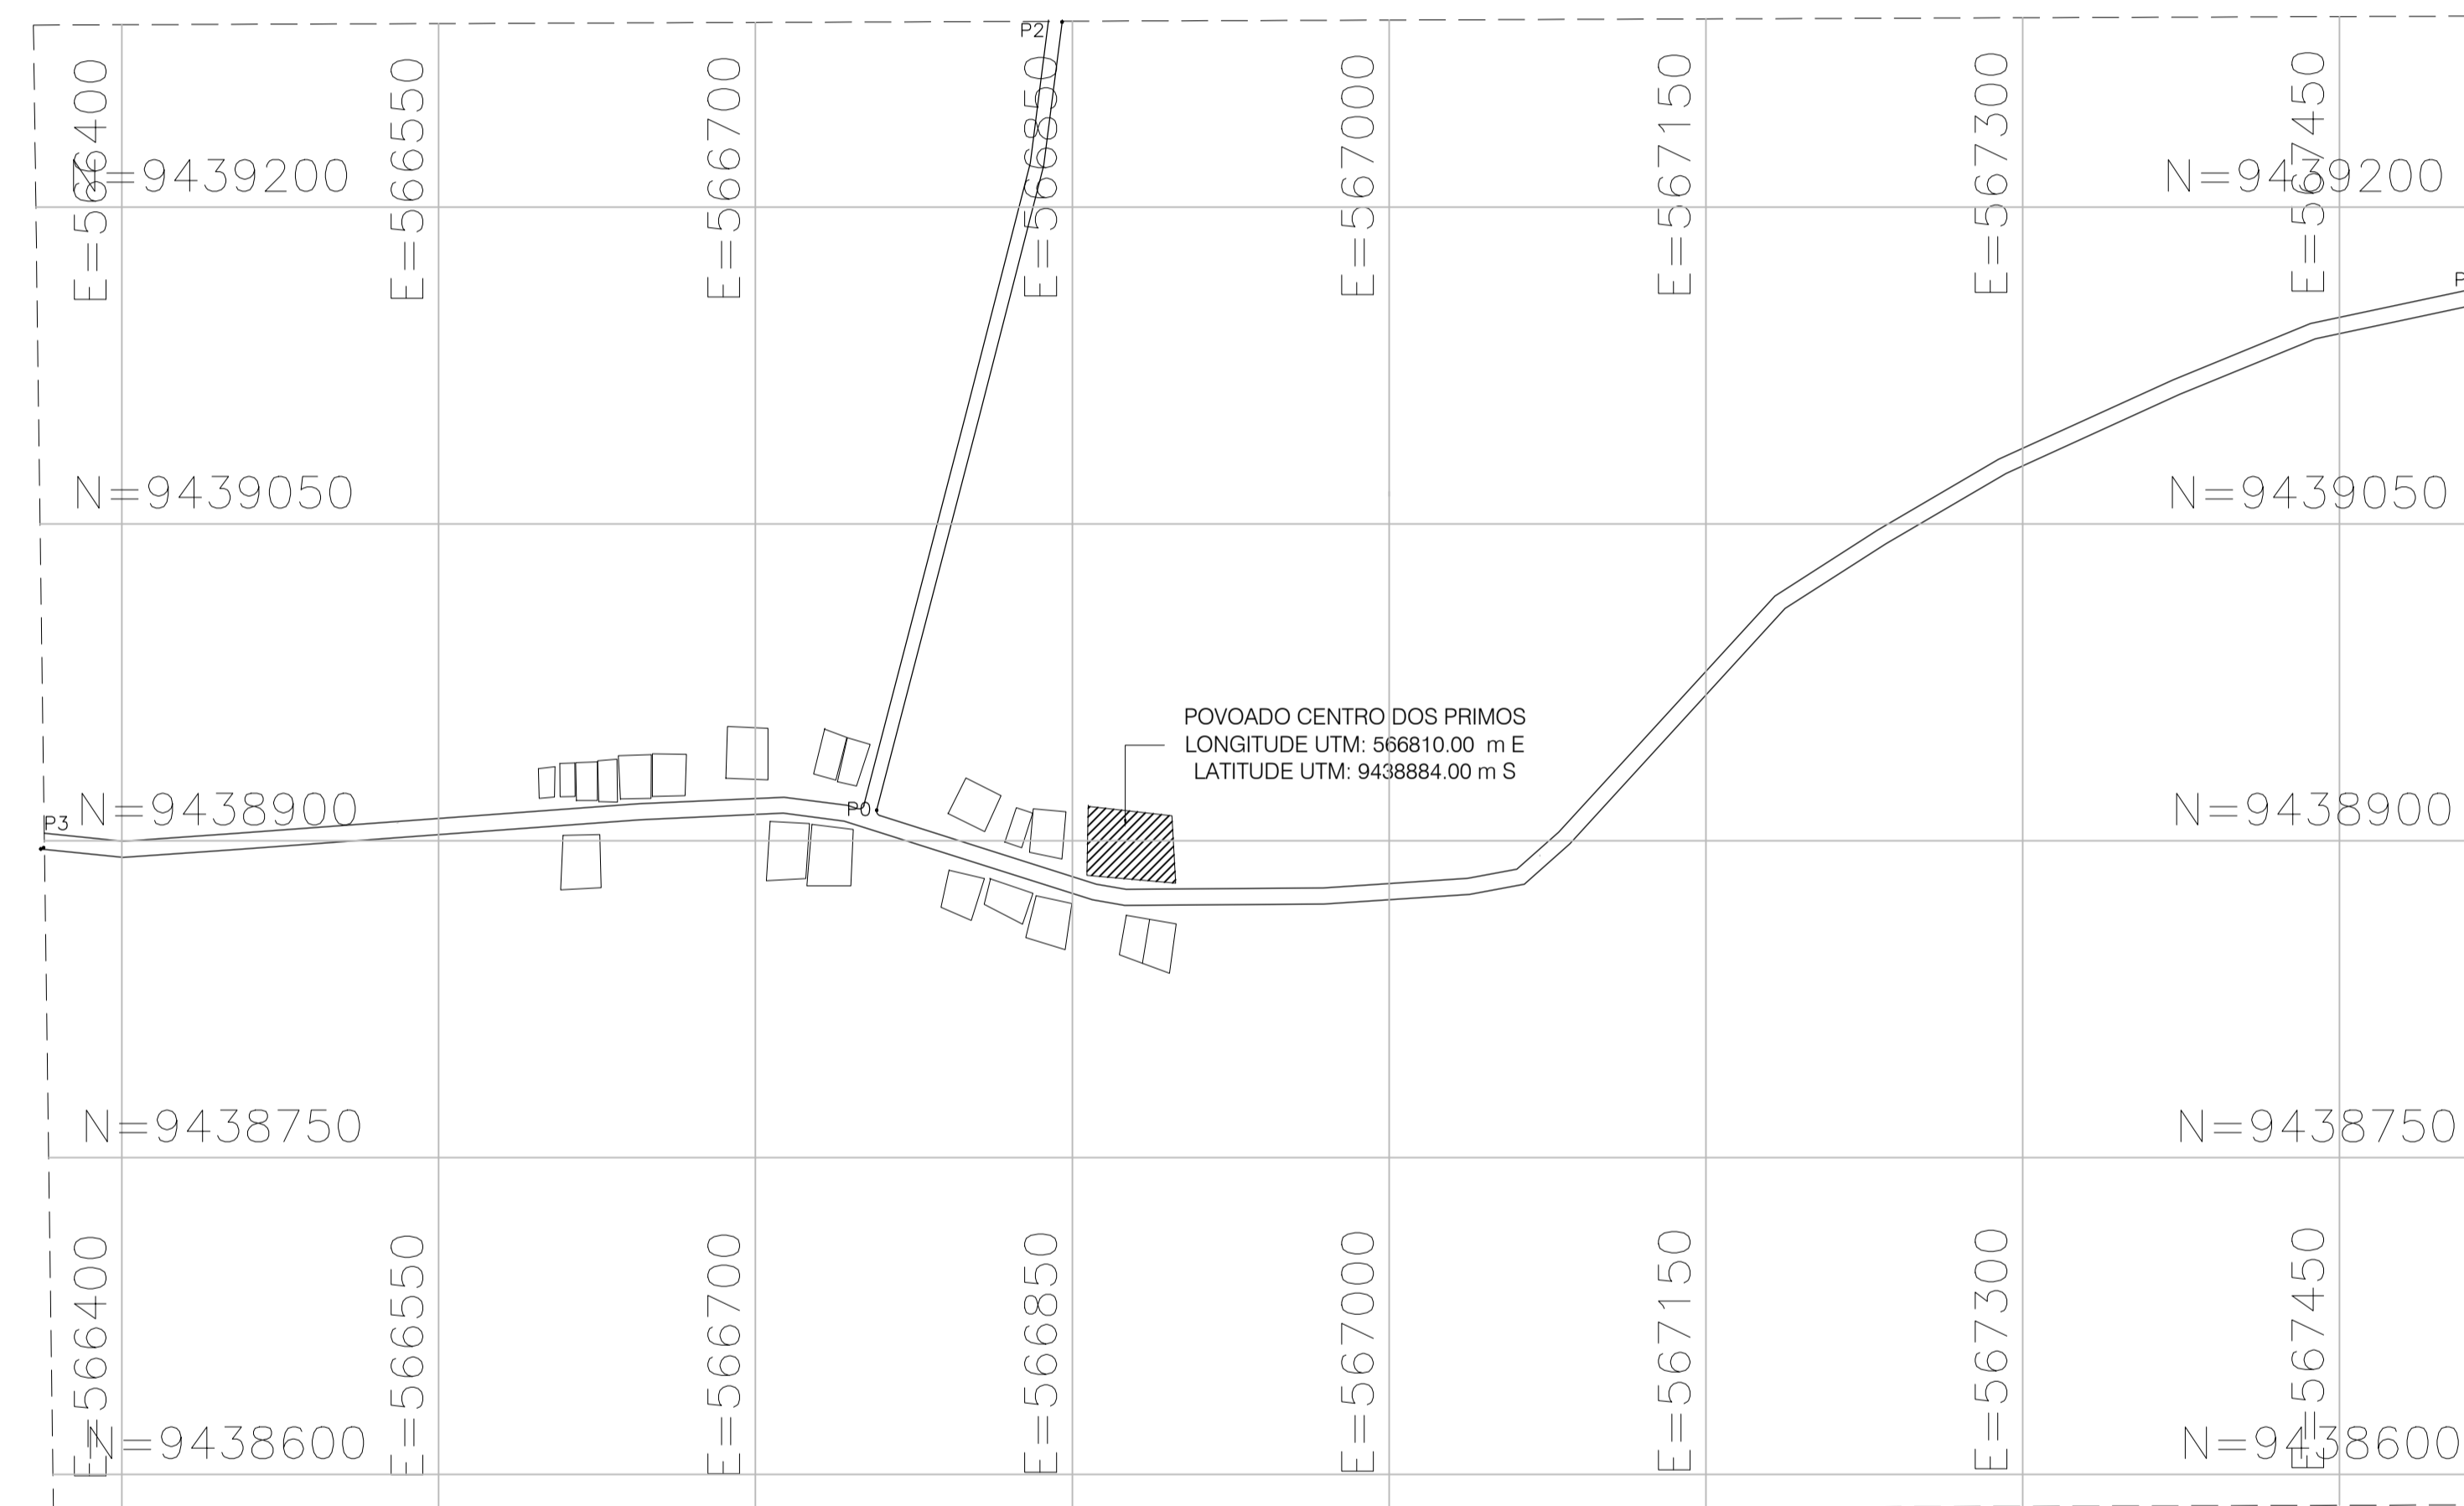 P2
E=566400
E=566550
E=566700
E=566850
E=567000
E=567150
E=567300
E=567450
N=9439200
N=9439200
P
N=9439050
N=9439050
POVOADO CENTRO DOS PRIMOS
LONGITUDE UTM: 566810.00 m E
LATITUDE UTM: 9438884.00 m S
P3
N=9438900
P0
N=9438900
N=9438750
N=9438750
E=566400
E=566550
E=566700
E=566850
E=567000
E=567150
E=567300
E=567450
N=9438600
N=9438600